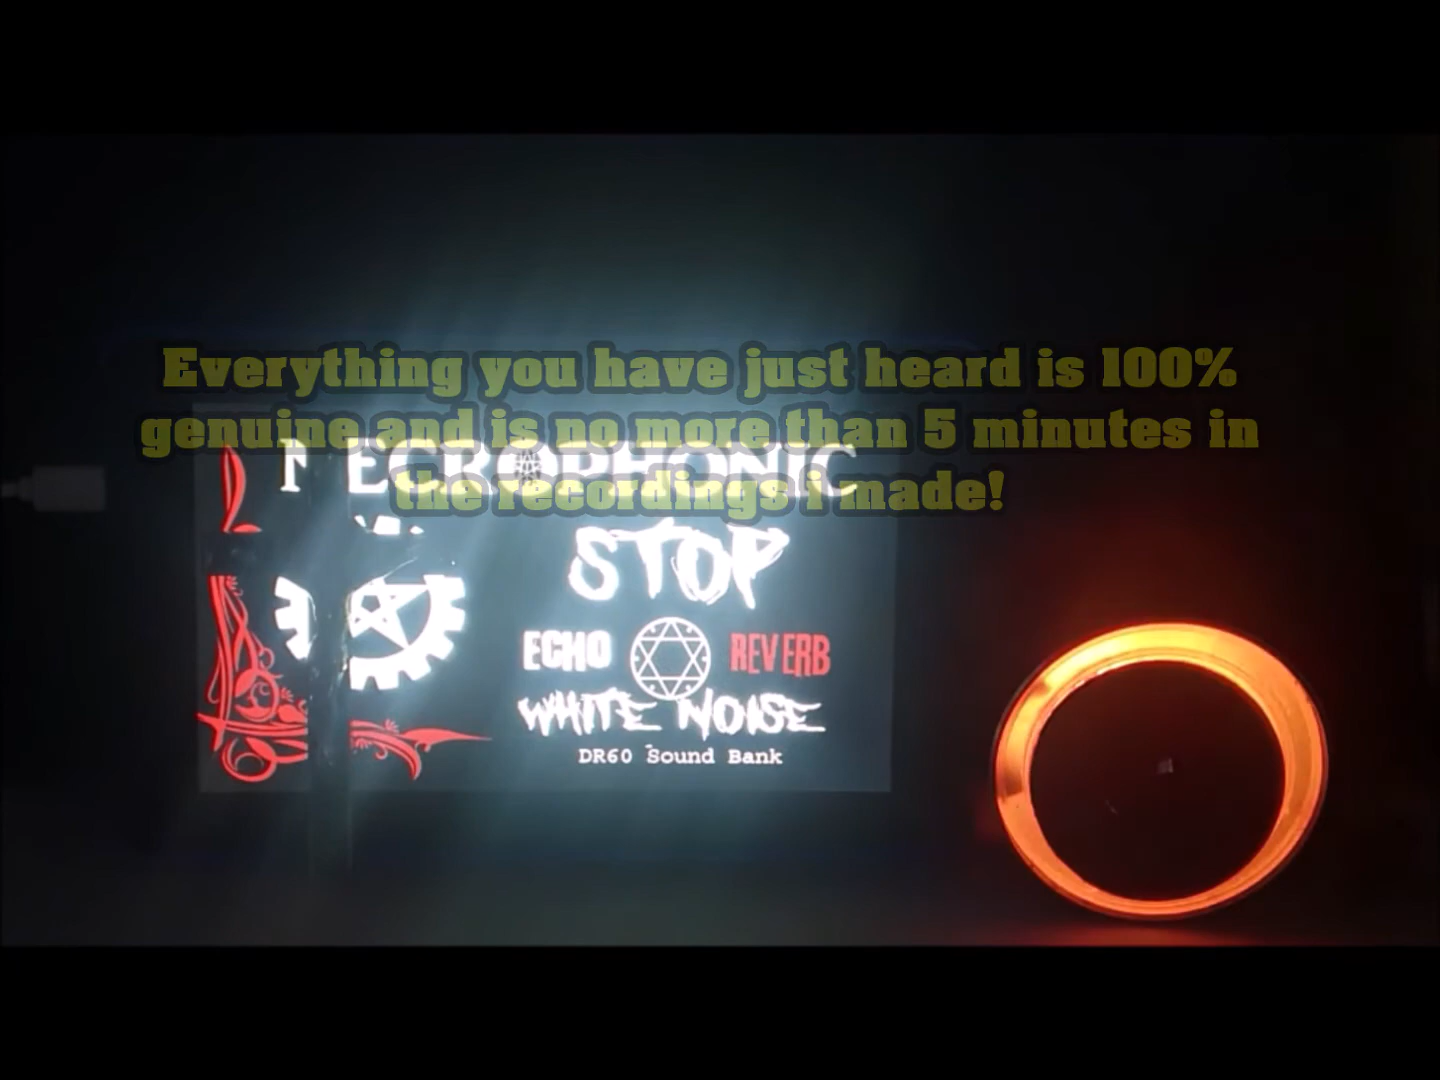 Everything you have just heard is 100%
genuine and is no more than 5 minutes in
the recordings i made!
NECROPHONIC
STOP
ECHO REVERB
WHITE NOISE
DR60 Sound Bank